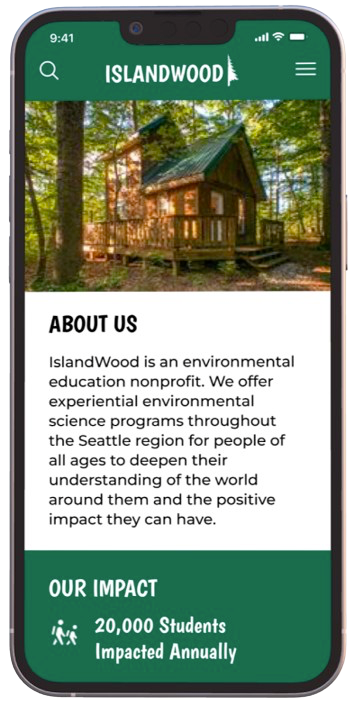 9:41
ISLANDWOOD
ABOUT US
IslandWood is an environmental
education nonprofit. We offer
experiential environmental
science programs throughout
the Seattle region for people of
all ages to deepen their
understanding of the world
around them and the positive
impact they can have.
OUR IMPACT
20,000 Students
Impacted Annually